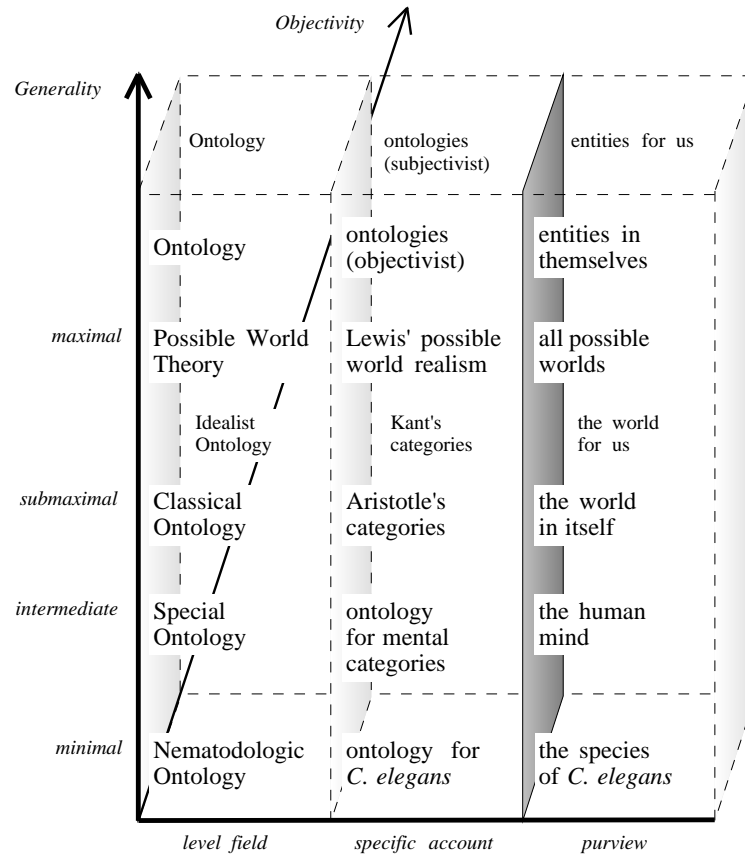 Objectivity
Generality
Ontology
ontologies
(subjectivist)
entities for us
Ontology
ontologies
(objectivist)
entities in
themselves
maximal
Possible World
Theory
Lewis' possible
world realism
all possible
worlds
Idealist
Ontology
Kant's
categories
the world
for us
submaximal
Classical
Ontology
Aristotle's
categories
the world
in itself
intermediate
Special
Ontology
ontology
for mental
categories
the human
mind
minimal
Nematodologic
Ontology
ontology for
C. elegans
the species
of C. elegans
level field
specific account
purview